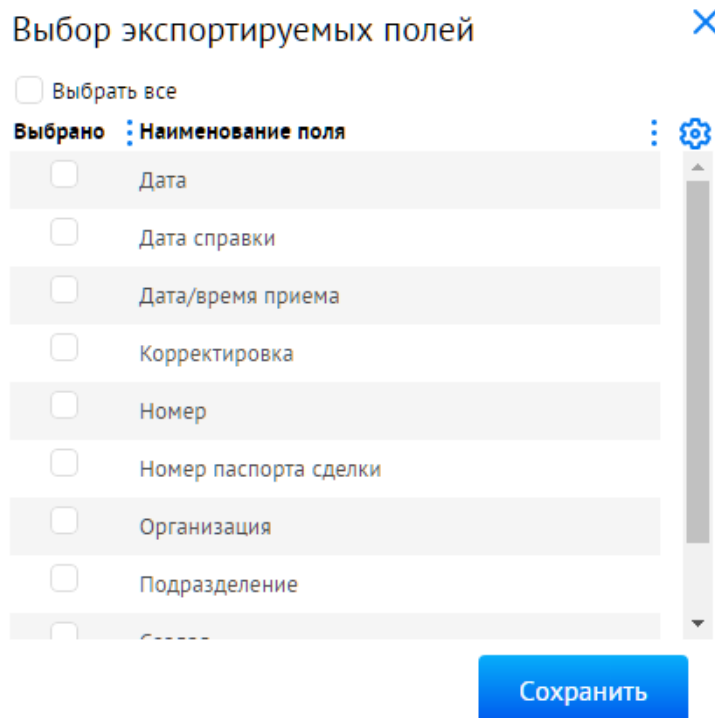 Выбор экспортируемых полей
Выбрать все
Выбрано Наименование поля
Дата
Дата справки
Дата/время приема
Корректировка
Номер
Номер паспорта сделки
Организация
Подразделение
Сохранить